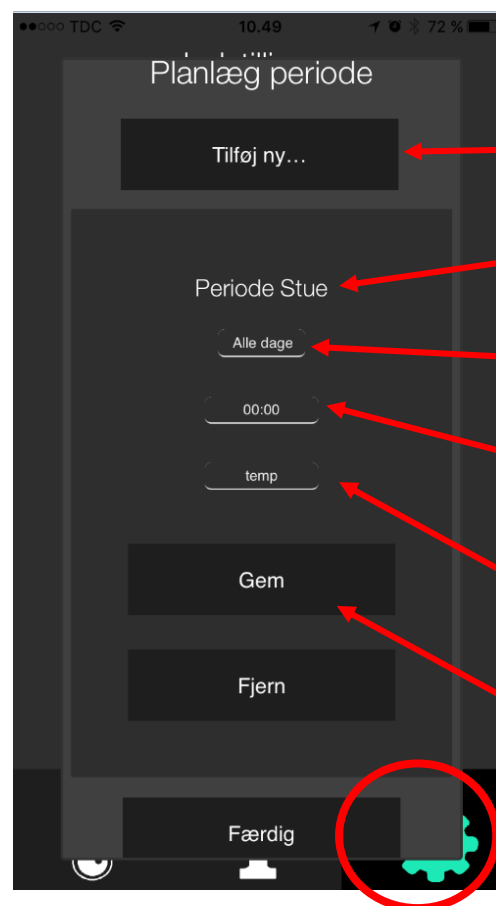 TDC 10.49 72 %
Planlæg periode
Tilføj ny...
Periode Stue
Alle dage
00:00
temp
Gem
Fjern
Færdig